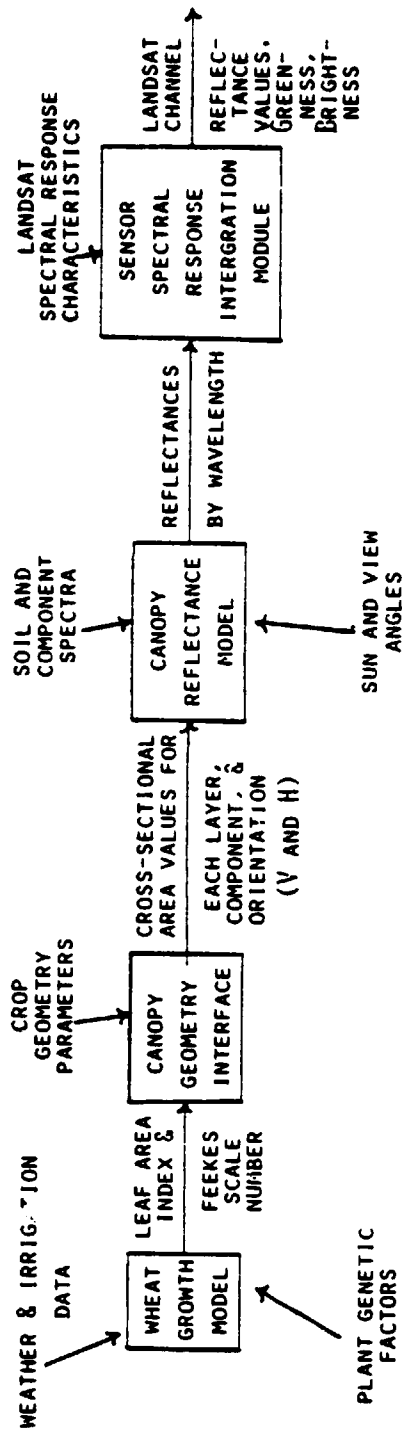 WEATHER & IRRIG. TION
DATA
WHEAT
GROWTH
MODEL
PLANT GENETIC
FACTORS
LEAF AREA
INDEX &
FEEKES
SCALE
NUMBER
CROP
GEOMETRY
PARAMETERS
CANOPY
GEOMETRY
INTERFACE
CROSS-SECTIONAL
AREA VALUES FOR
EACH LAYER,
COMPONENT, &
ORIENTATION
(V AND H)
SOIL AND
COMPONENT
SPECTRA
CANOPY
REFLECTANCE
MODEL
SUN AND VIEW
ANGLES
REFLECTANCES
BY WAVELENGTH
LANDSAT
SPECTRAL RESPONSE
CHARACTERISTICS
SENSOR
SPECTRAL
RESPONSE
INTERGRATION
MODULE
LANDSAT
CHANNEL
REFLEC-
TANCE
VALUES,
GREEN-
NESS,
BRIGHT-
NESS